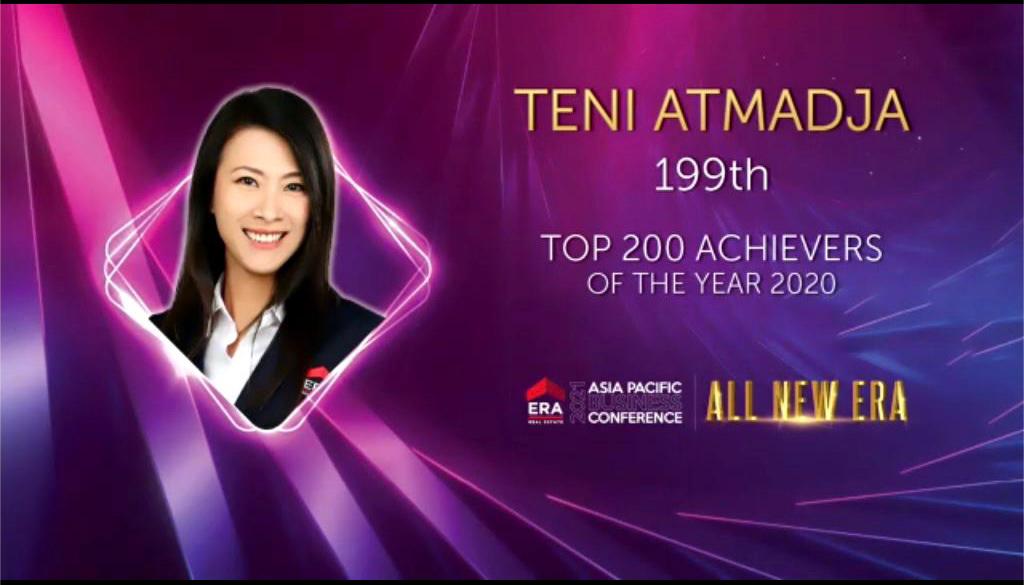 TENI ATMADJA
199th
TOP 200 ACHIEVERS
OF THE YEAR 2020
ERA
REAL ESTATE
2021
ASIA PACIFIC
BUSINESS
CONFERENCE
ALL NEW ERA
ERA